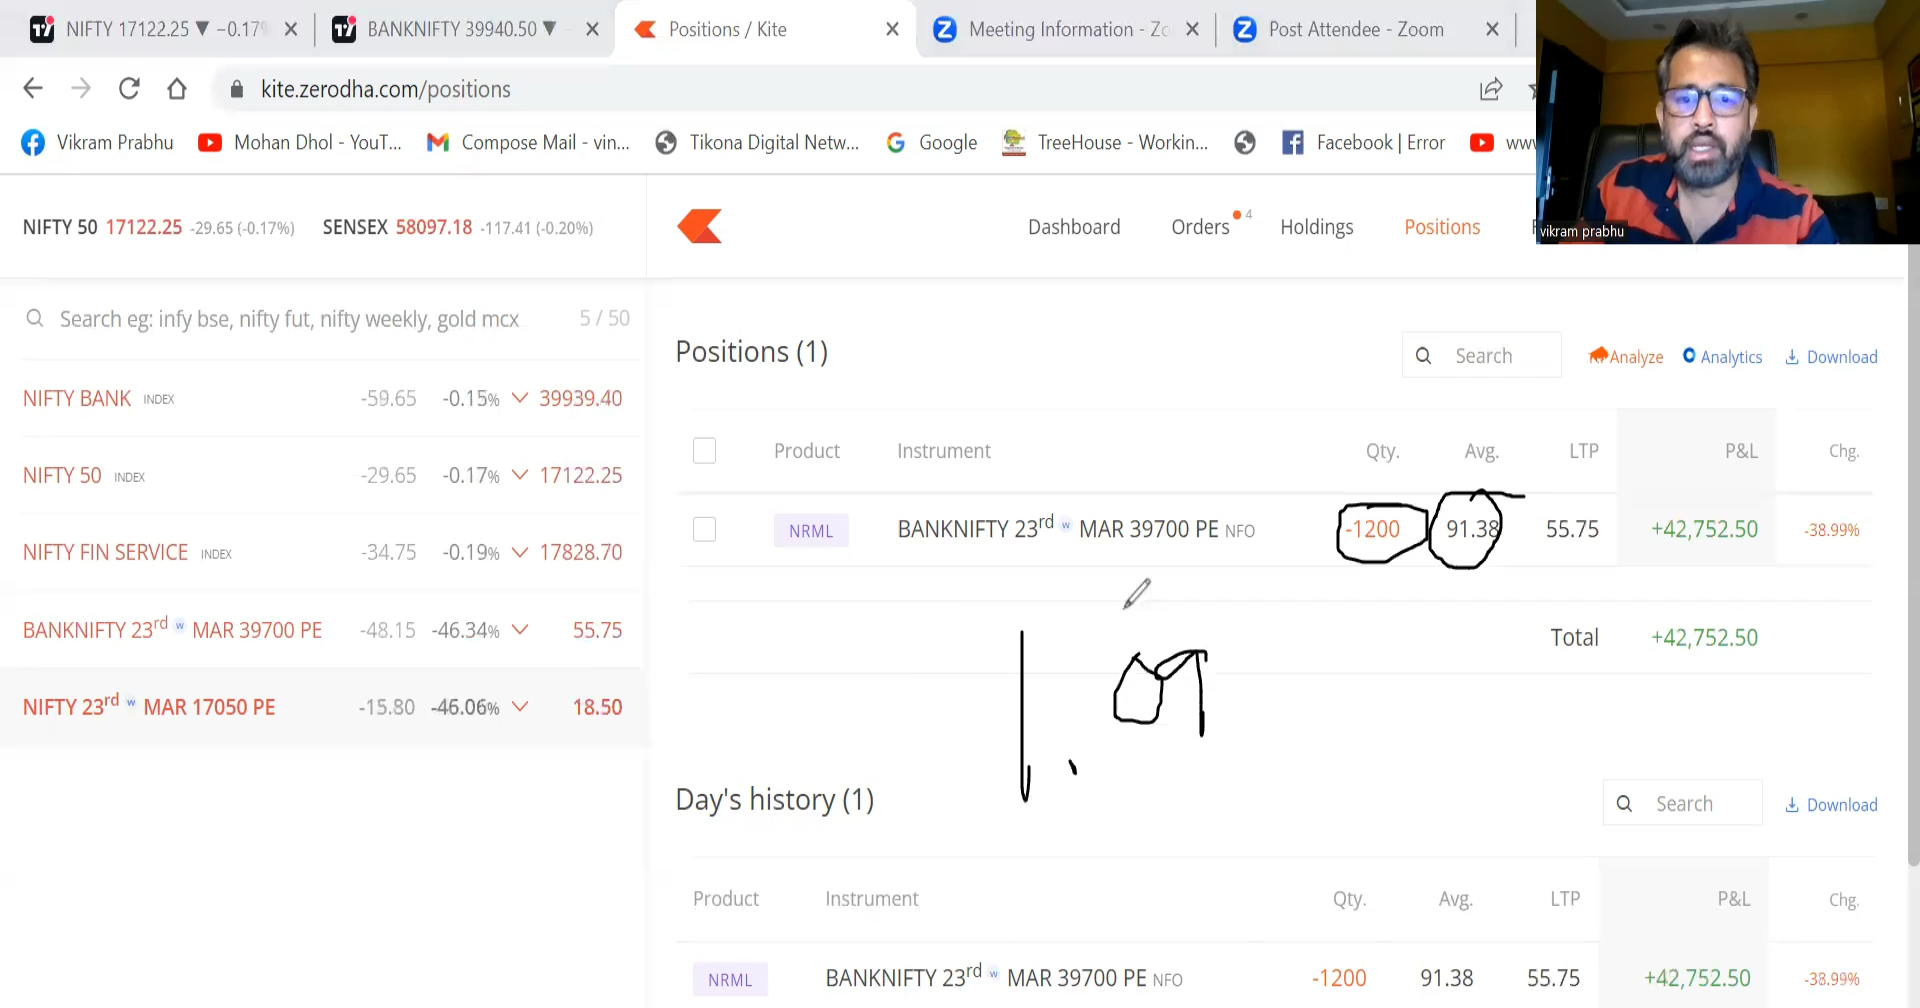 NIFTY 17122.25 ▼ −0.17%
BANKNIFTY 39940.50 ▼
Positions / Kite
Meeting Information - Zo
Post Attendee - Zoom
kite.zerodha.com/positions
Vikram Prabhu
Mohan Dhol - YouT...
Compose Mail - vin...
Tikona Digital Netw...
Google
TreeHouse - Workin...
Facebook | Error
www
vikram prabhu
NIFTY 50 17122.25 -29.65 (-0.17%) SENSEX 58097.18 -117.41 (-0.20%)
Dashboard Orders 4 Holdings Positions
Search eg: infy bse, nifty fut, nifty weekly, gold mcx 5 / 50
NIFTY BANK INDEX -59.65 -0.15% 39939.40
NIFTY 50 INDEX -29.65 -0.17% 17122.25
NIFTY FIN SERVICE INDEX -34.75 -0.19% 17828.70
BANKNIFTY 23rd w MAR 39700 PE -48.15 -46.34% 55.75
NIFTY 23rd w MAR 17050 PE -15.80 -46.06% 18.50
Positions (1)
Search Analyze Analytics Download
Product Instrument Qty. Avg. LTP P&L Chg.
NRML BANKNIFTY 23rd w MAR 39700 PE NFO -1200 91.38 55.75 +42,752.50 -38.99%
Total +42,752.50
1.09
Day's history (1)
Search Download
Product Instrument Qty. Avg. LTP P&L Chg.
NRML BANKNIFTY 23rd w MAR 39700 PE NFO -1200 91.38 55.75 +42,752.50 -38.99%